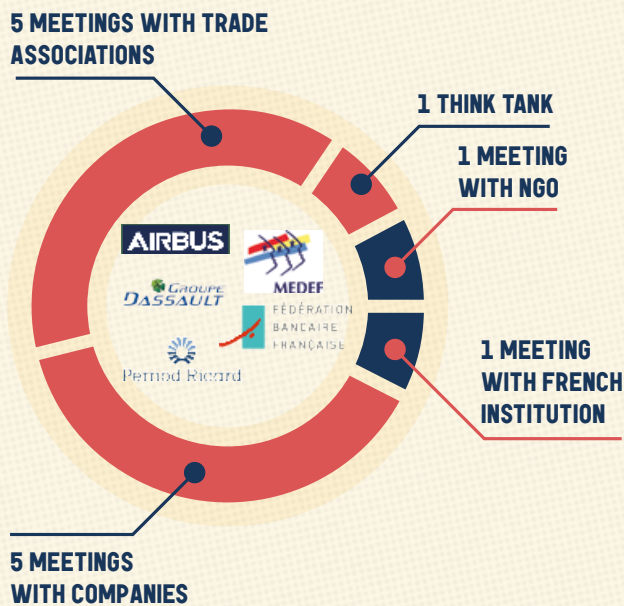 5 MEETINGS WITH TRADE
ASSOCIATIONS
1 THINK TANK
1 MEETING
WITH NGO
AIRBUS
MEDEF
GROUPE
DASSAULT
FÉDÉRATION
BANCAIRE
FRANÇAISE
Pernod Ricard
1 MEETING
WITH FRENCH
INSTITUTION
5 MEETINGS
WITH COMPANIES